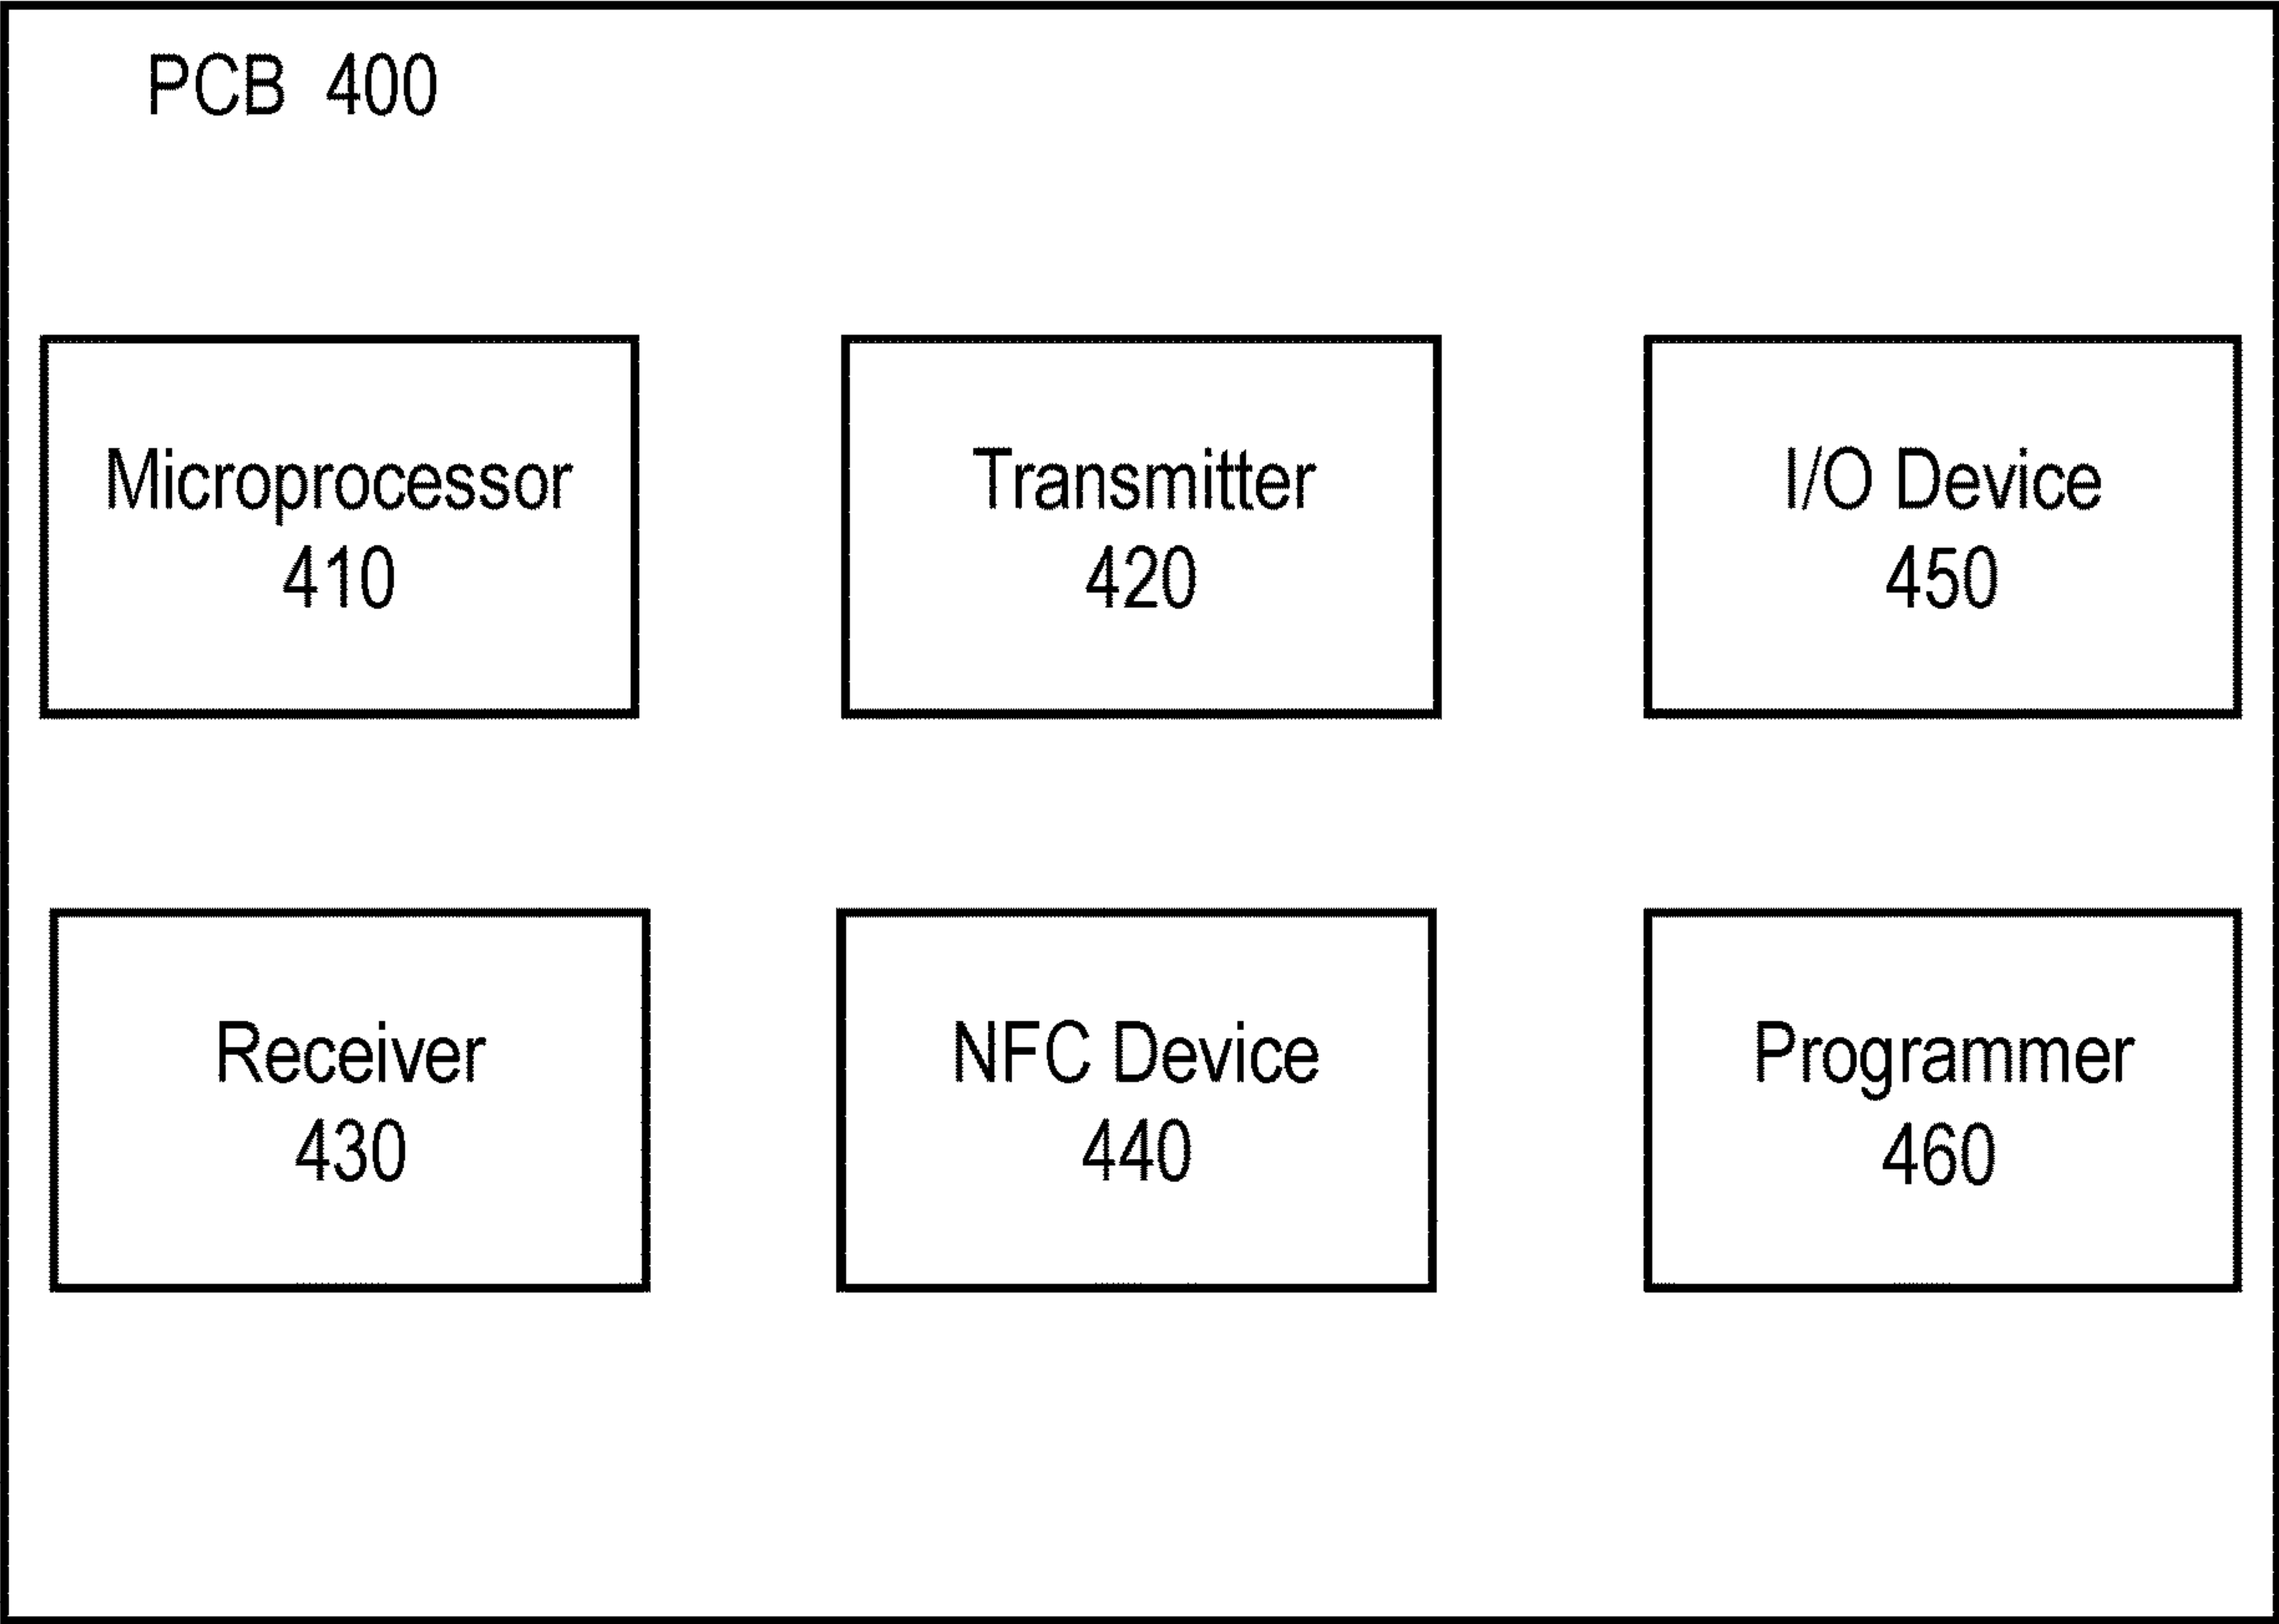 PCB 400
Microprocessor
410
Transmitter
420
I/O Device
450
Receiver
430
NFC Device
440
Programmer
460